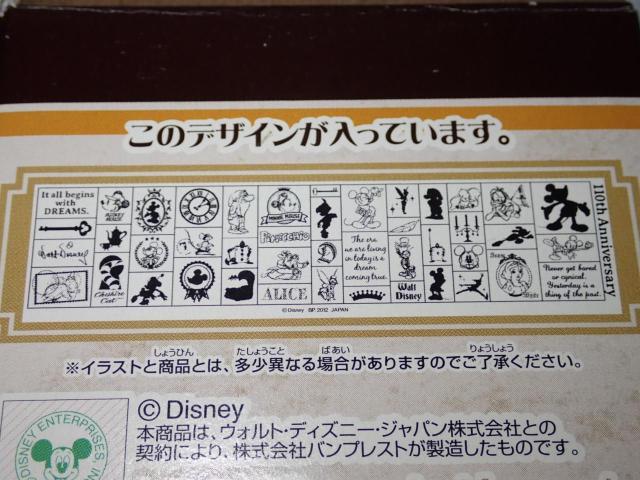 このデザインが入っています。
It all begins
with
DREAMS.
MICKEY
MOUSE
Cheshire
Cat
MINNIE MOUSE
Pinocchio
ALICE
The era
we are living
in today is a
dream
coming true.
Walt
Disney
110th Anniversary
Never get bored
or cynical.
Yesterday is a
thing of the past.
©Disney BP 2012 JAPAN
しょうひん たしょうこと ばあい りょうしょう
※イラストと商品とは、多少異なる場合がありますのでご了承ください。
© Disney
本商品は、ウォルト・ディズニー・ジャパン株式会社との
契約により、株式会社バンプレストが製造したものです。
DISNEY ENTERPRISES, IN